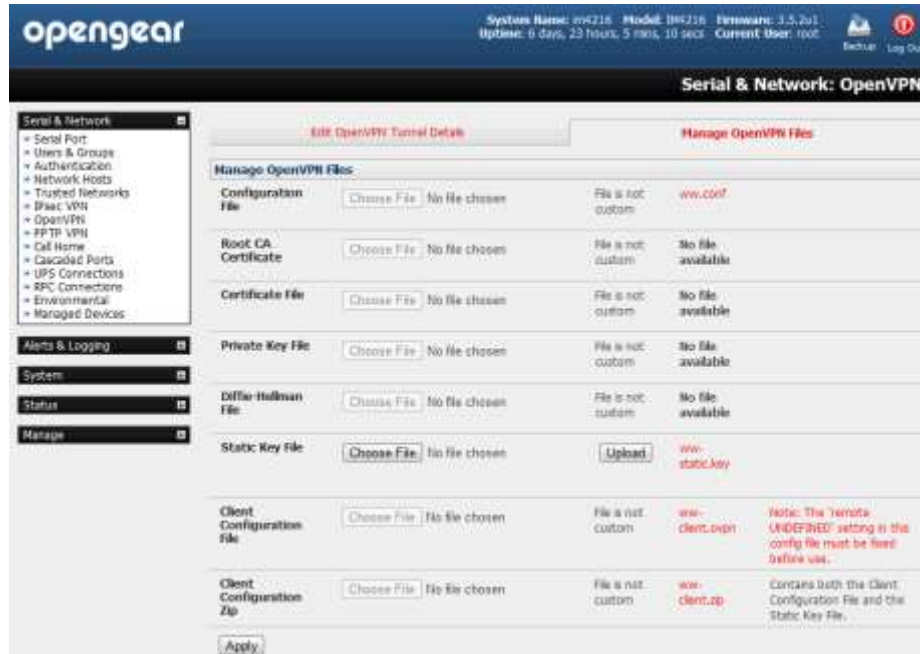 opengear
System Name: im4216 Model: IM4216 Firmware: 3.5.2u1
Uptime: 6 days, 23 hours, 5 mins, 10 secs Current User: root
Backup
Log Out
Serial & Network: OpenVPN
Serial & Network
» Serial Port
» Users & Groups
» Authentication
» Network Hosts
» Trusted Networks
» IPsec VPN
» OpenVPN
» PPTP VPN
» Call Home
» Cascaded Ports
» UPS Connections
» RPC Connections
» Environmental
» Managed Devices
Alerts & Logging
System
Status
Manage
Edit OpenVPN Tunnel Details
Manage OpenVPN Files
Manage OpenVPN Files
Configuration
File
Choose File No file chosen
File is not
custom
ww.conf
Root CA
Certificate
Choose File No file chosen
File is not
custom
No file
available
Certificate File
Choose File No file chosen
File is not
custom
No file
available
Private Key File
Choose File No file chosen
File is not
custom
No file
available
Diffie-Hellman
File
Choose File No file chosen
File is not
custom
No file
available
Static Key File
Choose File No file chosen
Upload
ww-
static.key
Client
Configuration
File
Choose File No file chosen
File is not
custom
ww-
client.ovpn
Note: The 'remote
UNDEFINED' setting in this
config file must be fixed
before use.
Client
Configuration
Zip
Choose File No file chosen
File is not
custom
ww-
client.zip
Contains both the Client
Configuration File and the
Static Key File.
Apply